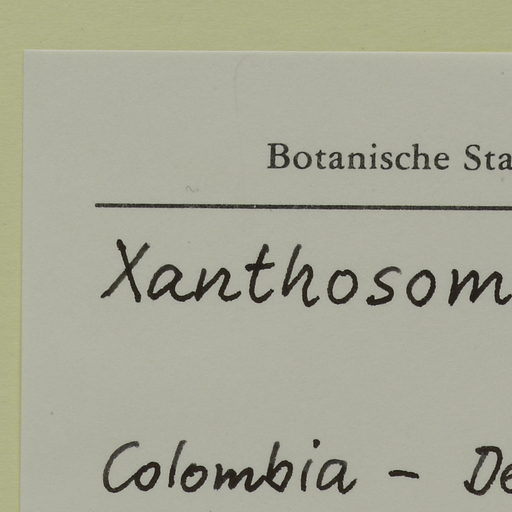 Botanische Sta
Xanthosom
Colombia – De